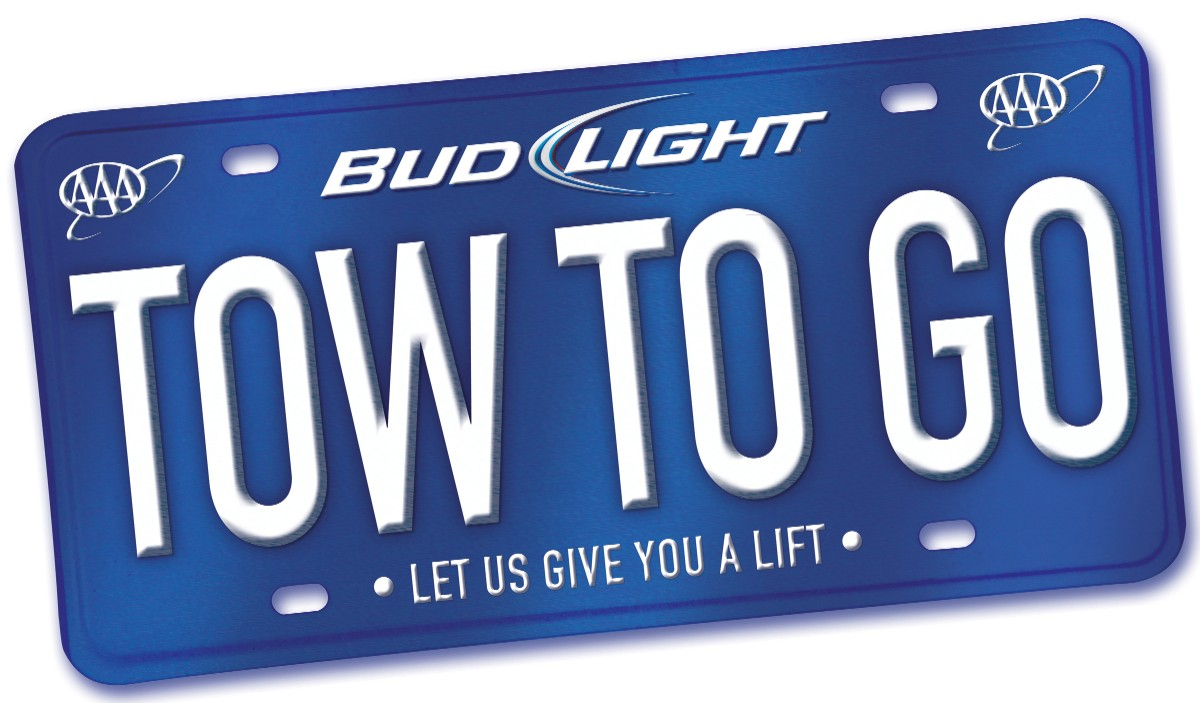 AAA BUD LIGHT AAA
TOW TO GO
• LET US GIVE YOU A LIFT •